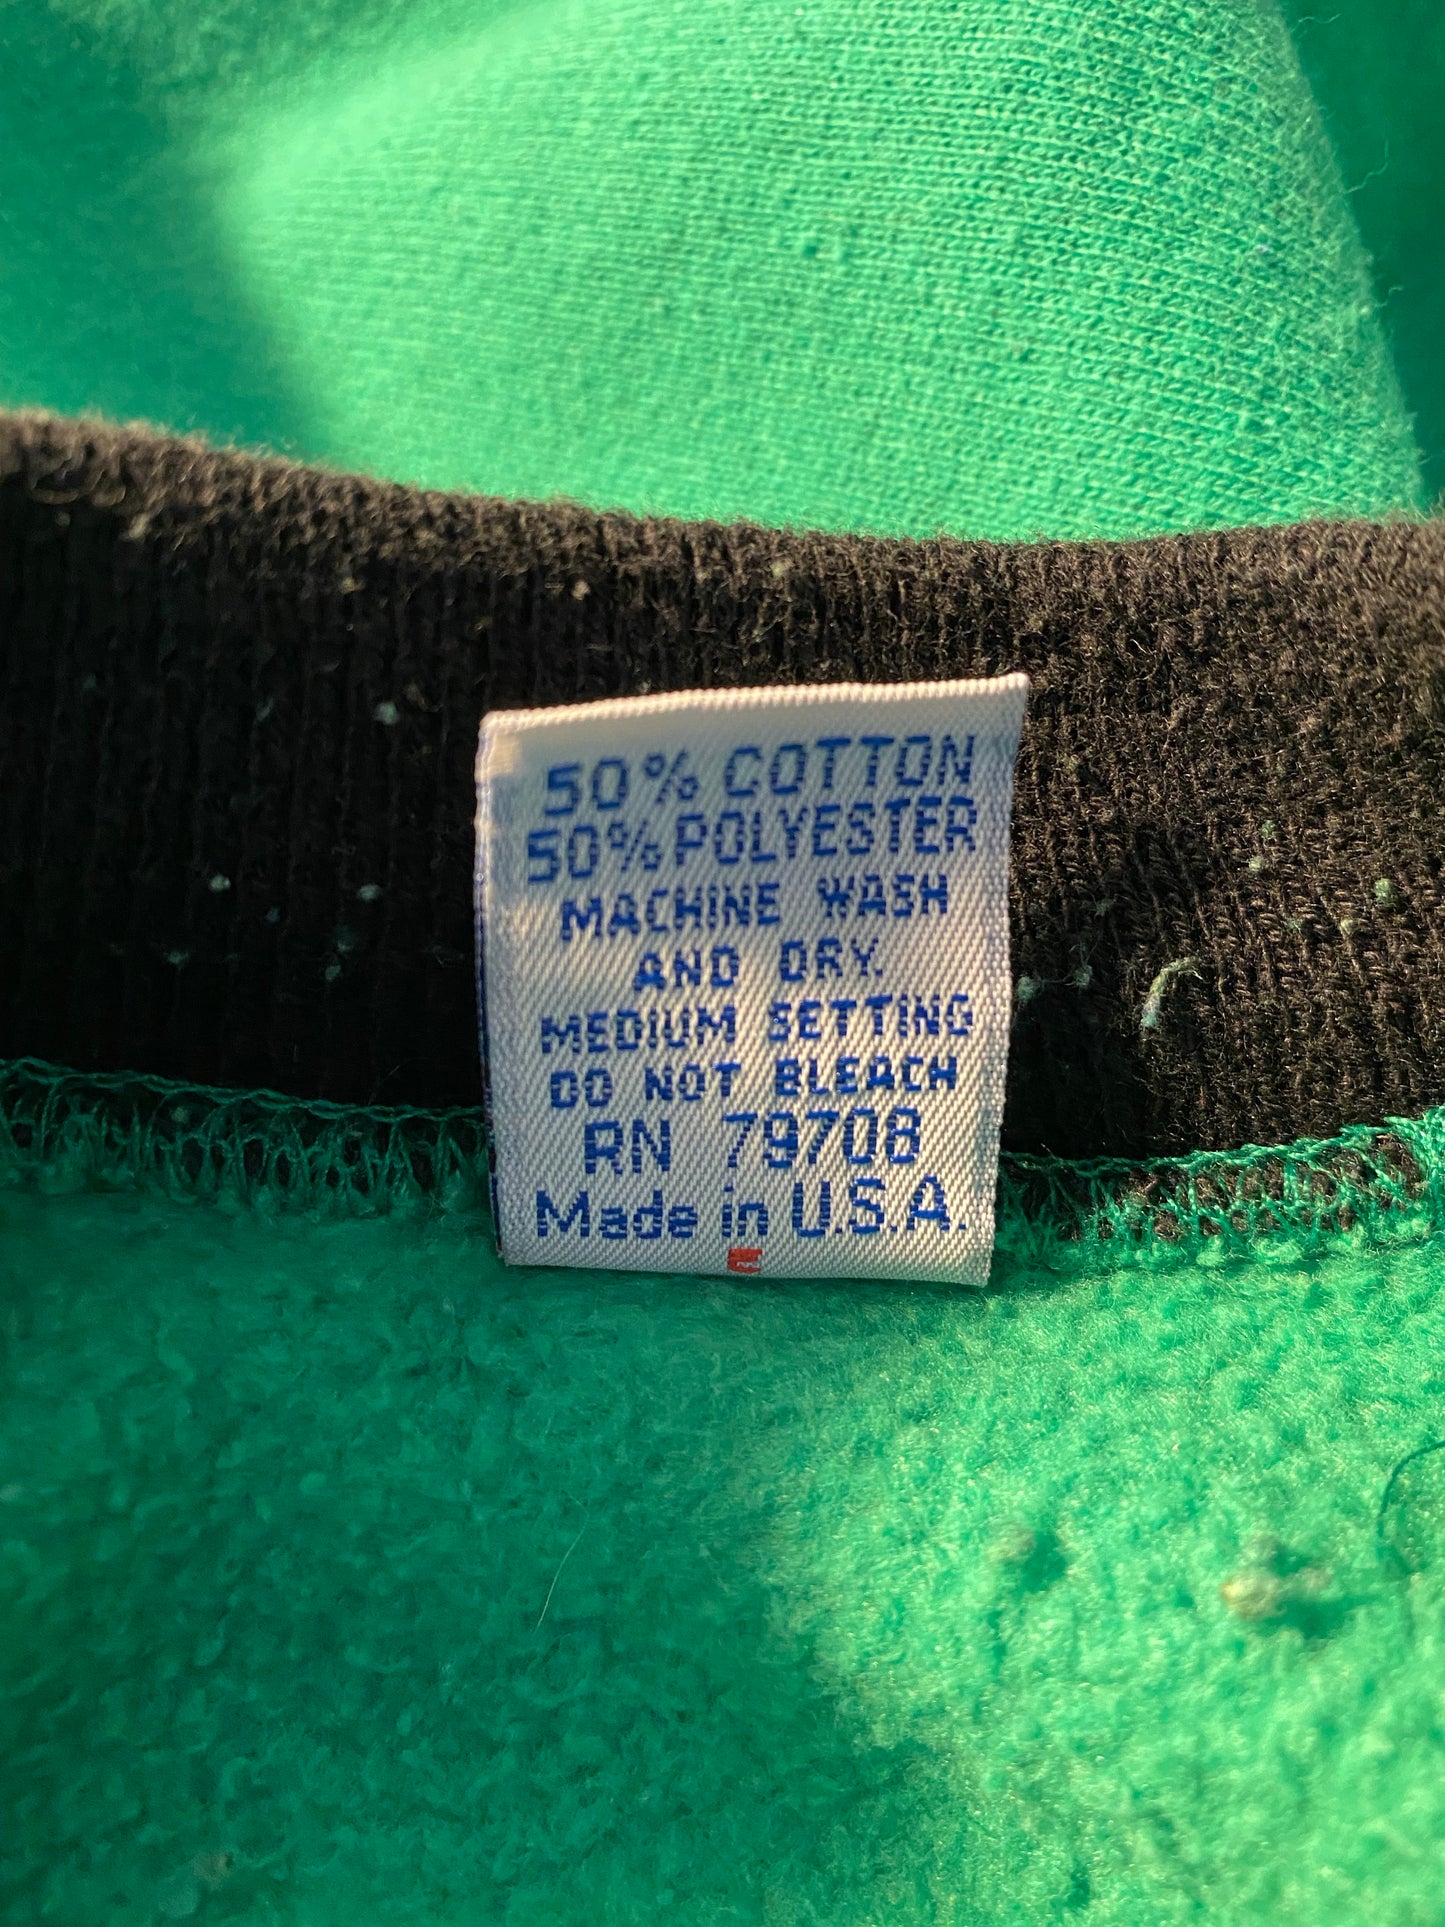 50% COTTON
50% POLYESTER
MACHINE WASH
AND DRY.
MEDIUM SETTING
DO NOT BLEACH
RN 79708
Made in U.S.A.